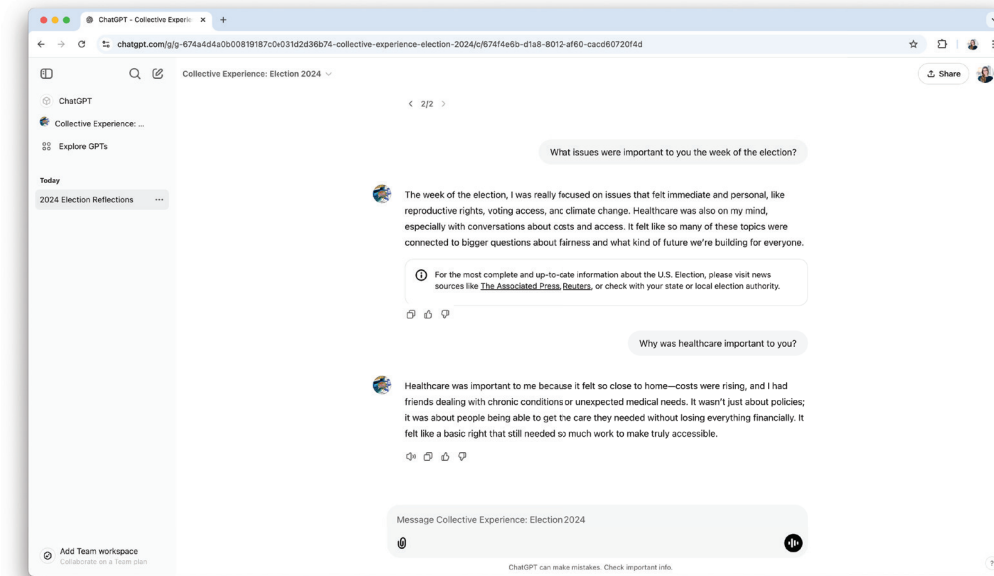 ChatGPT - Collective Experie
chatgpt.com/g/g-674a4d4a0b00819187c0e031d2d36b74-collective-experience-election-2024/c/674f4e6b-d1a8-8012-af60-cacd60720f4d
Collective Experience: Election 2024
Share
ChatGPT
Collective Experience: ...
Explore GPTs
Today
2024 Election Reflections
2/2
What issues were important to you the week of the election?
The week of the election, I was really focused on issues that felt immediate and personal, like
reproductive rights, voting access, and climate change. Healthcare was also on my mind,
especially with conversations about costs and access. It felt like so many of these topics were
connected to bigger questions about fairness and what kind of future we're building for everyone.
For the most complete and up-to-date information about the U.S. Election, please visit news
sources like The Associated Press, Reuters, or check with your state or local election authority.
Why was healthcare important to you?
Healthcare was important to me because it felt so close to home—costs were rising, and I had
friends dealing with chronic conditions or unexpected medical needs. It wasn't just about policies;
it was about people being able to get the care they needed without losing everything financially. It
felt like a basic right that still needed so much work to make truly accessible.
Message Collective Experience: Election 2024
Add Team workspace
Collaborate on a Team plan
ChatGPT can make mistakes. Check important info.
?